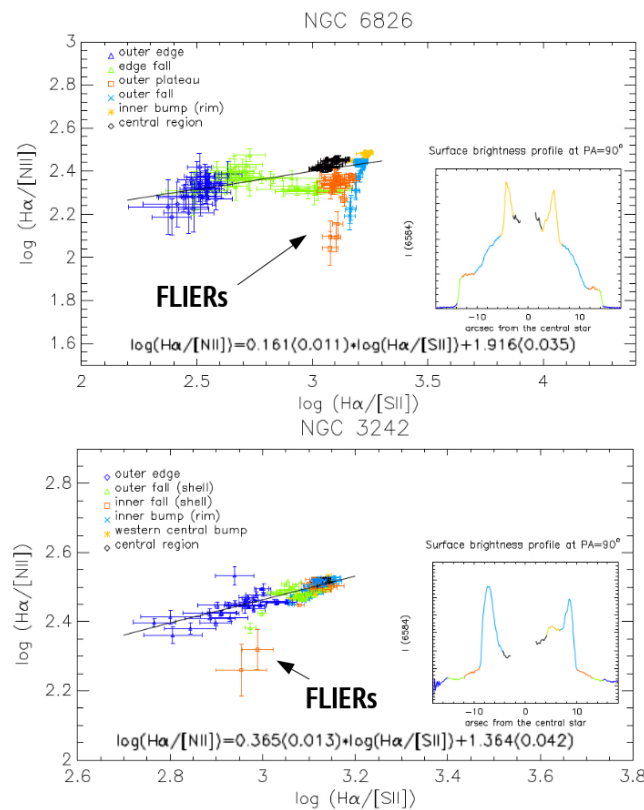 NGC 6826
3
2.8
2.6
2.4
2.2
2
1.8
1.6
log (Hα/[NII])
outer edge
edge fall
outer plateau
outer fall
inner bump (rim)
central region
Surface brightness profile at PA=90°
I (6584)
-10 0 10
arcsec from the central star
FLIERs
log(Hα/[NII])=0.161(0.011)*log(Hα/[SII])+1.916(0.035)
2 2.5 3 3.5 4
log (Hα/[SII])
NGC 3242
2.8
2.6
2.4
2.2
2
log (Hα/[NII])
outer edge
outer fall (shell)
inner fall (shell)
inner bump (rim)
western central bump
central region
Surface brightness profile at PA=90°
I (6584)
-10 0 10
arcsec from the central star
FLIERs
log(Hα/[NII])=0.365(0.013)*log(Hα/[SII])+1.364(0.042)
2.6 2.8 3 3.2 3.4 3.6 3.8
log (Hα/[SII])